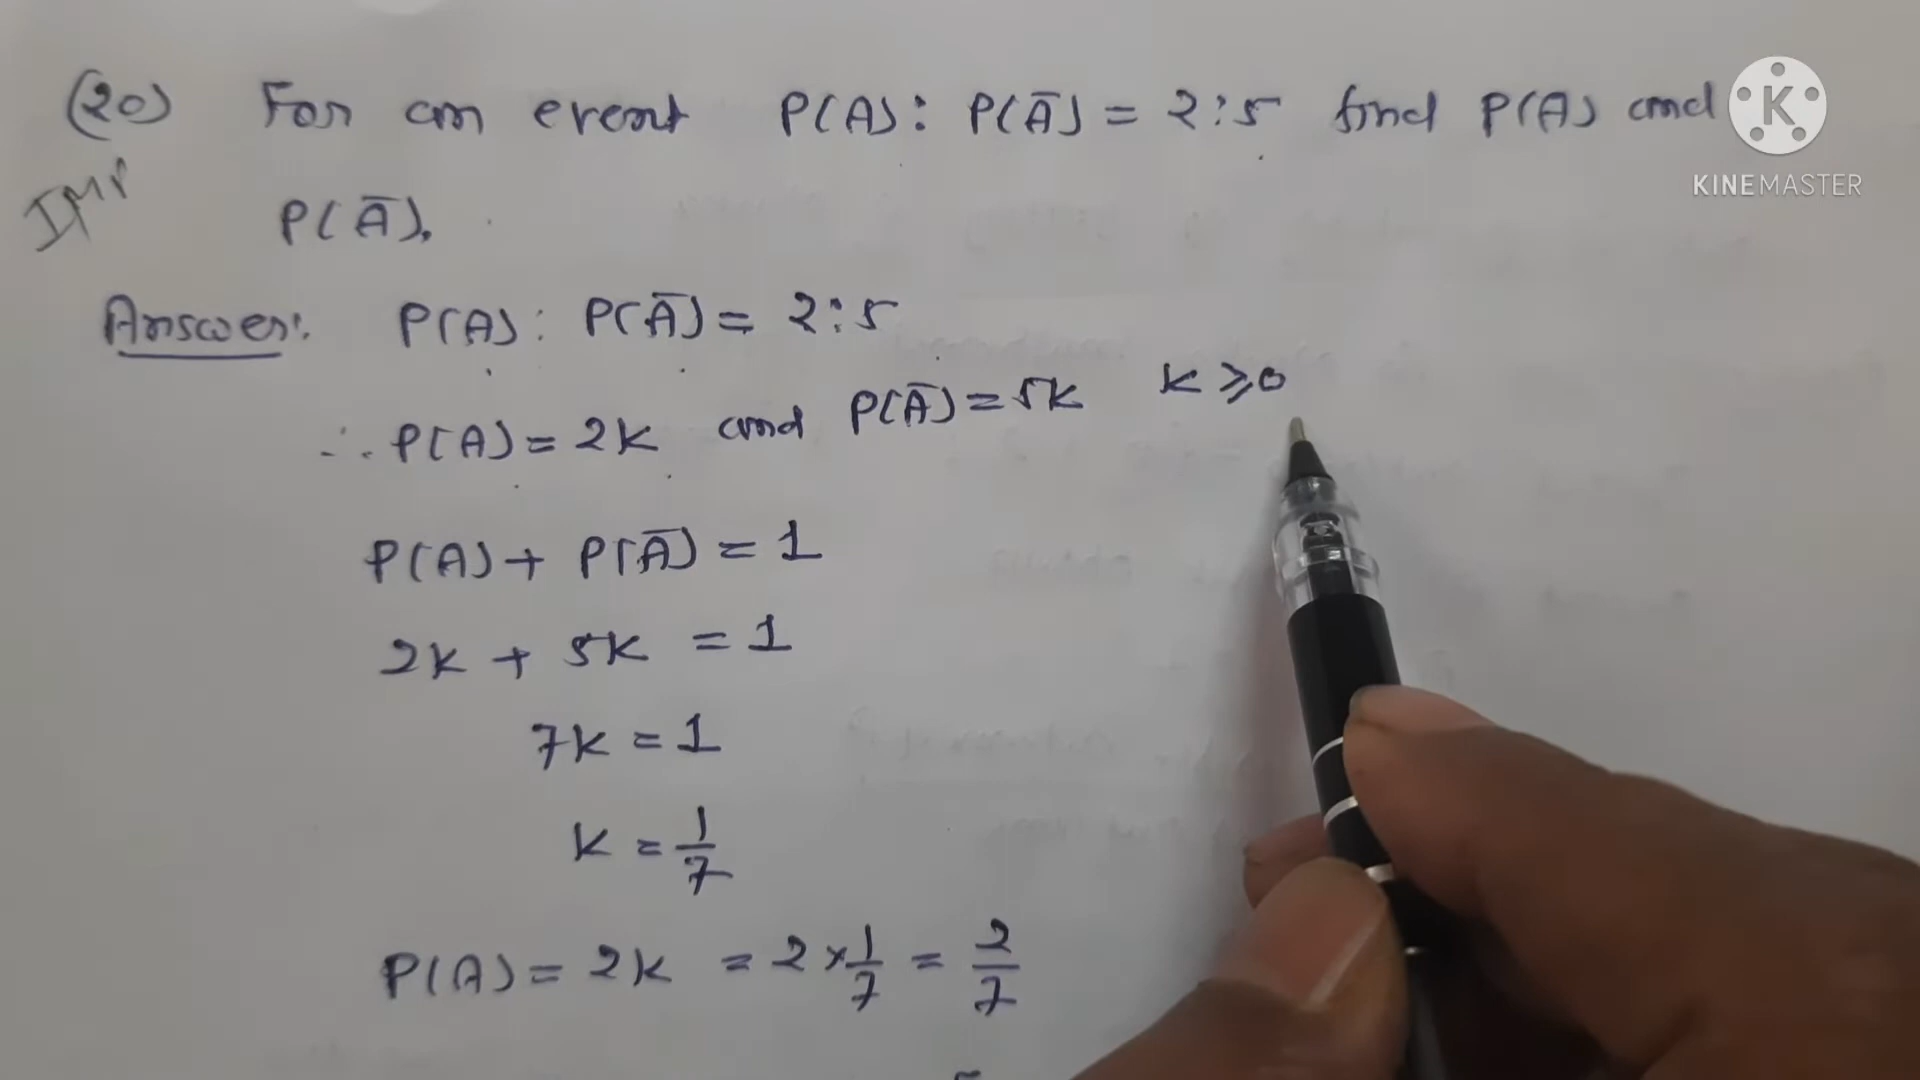 (20) For an event P(A) : P(Ā) = 2:5 find P(A) and
IMP
P(Ā).
Answer:. P(A) : P(Ā) = 2:5
∴ P(A) = 2K and P(Ā) = 5K K ⩾ 0
P(A) + P(Ā) = 1
2K + 5K = 1
7K = 1
K = 1/7
P(A) = 2K = 2 × 1/7 = 2/7
K
KINEMASTER